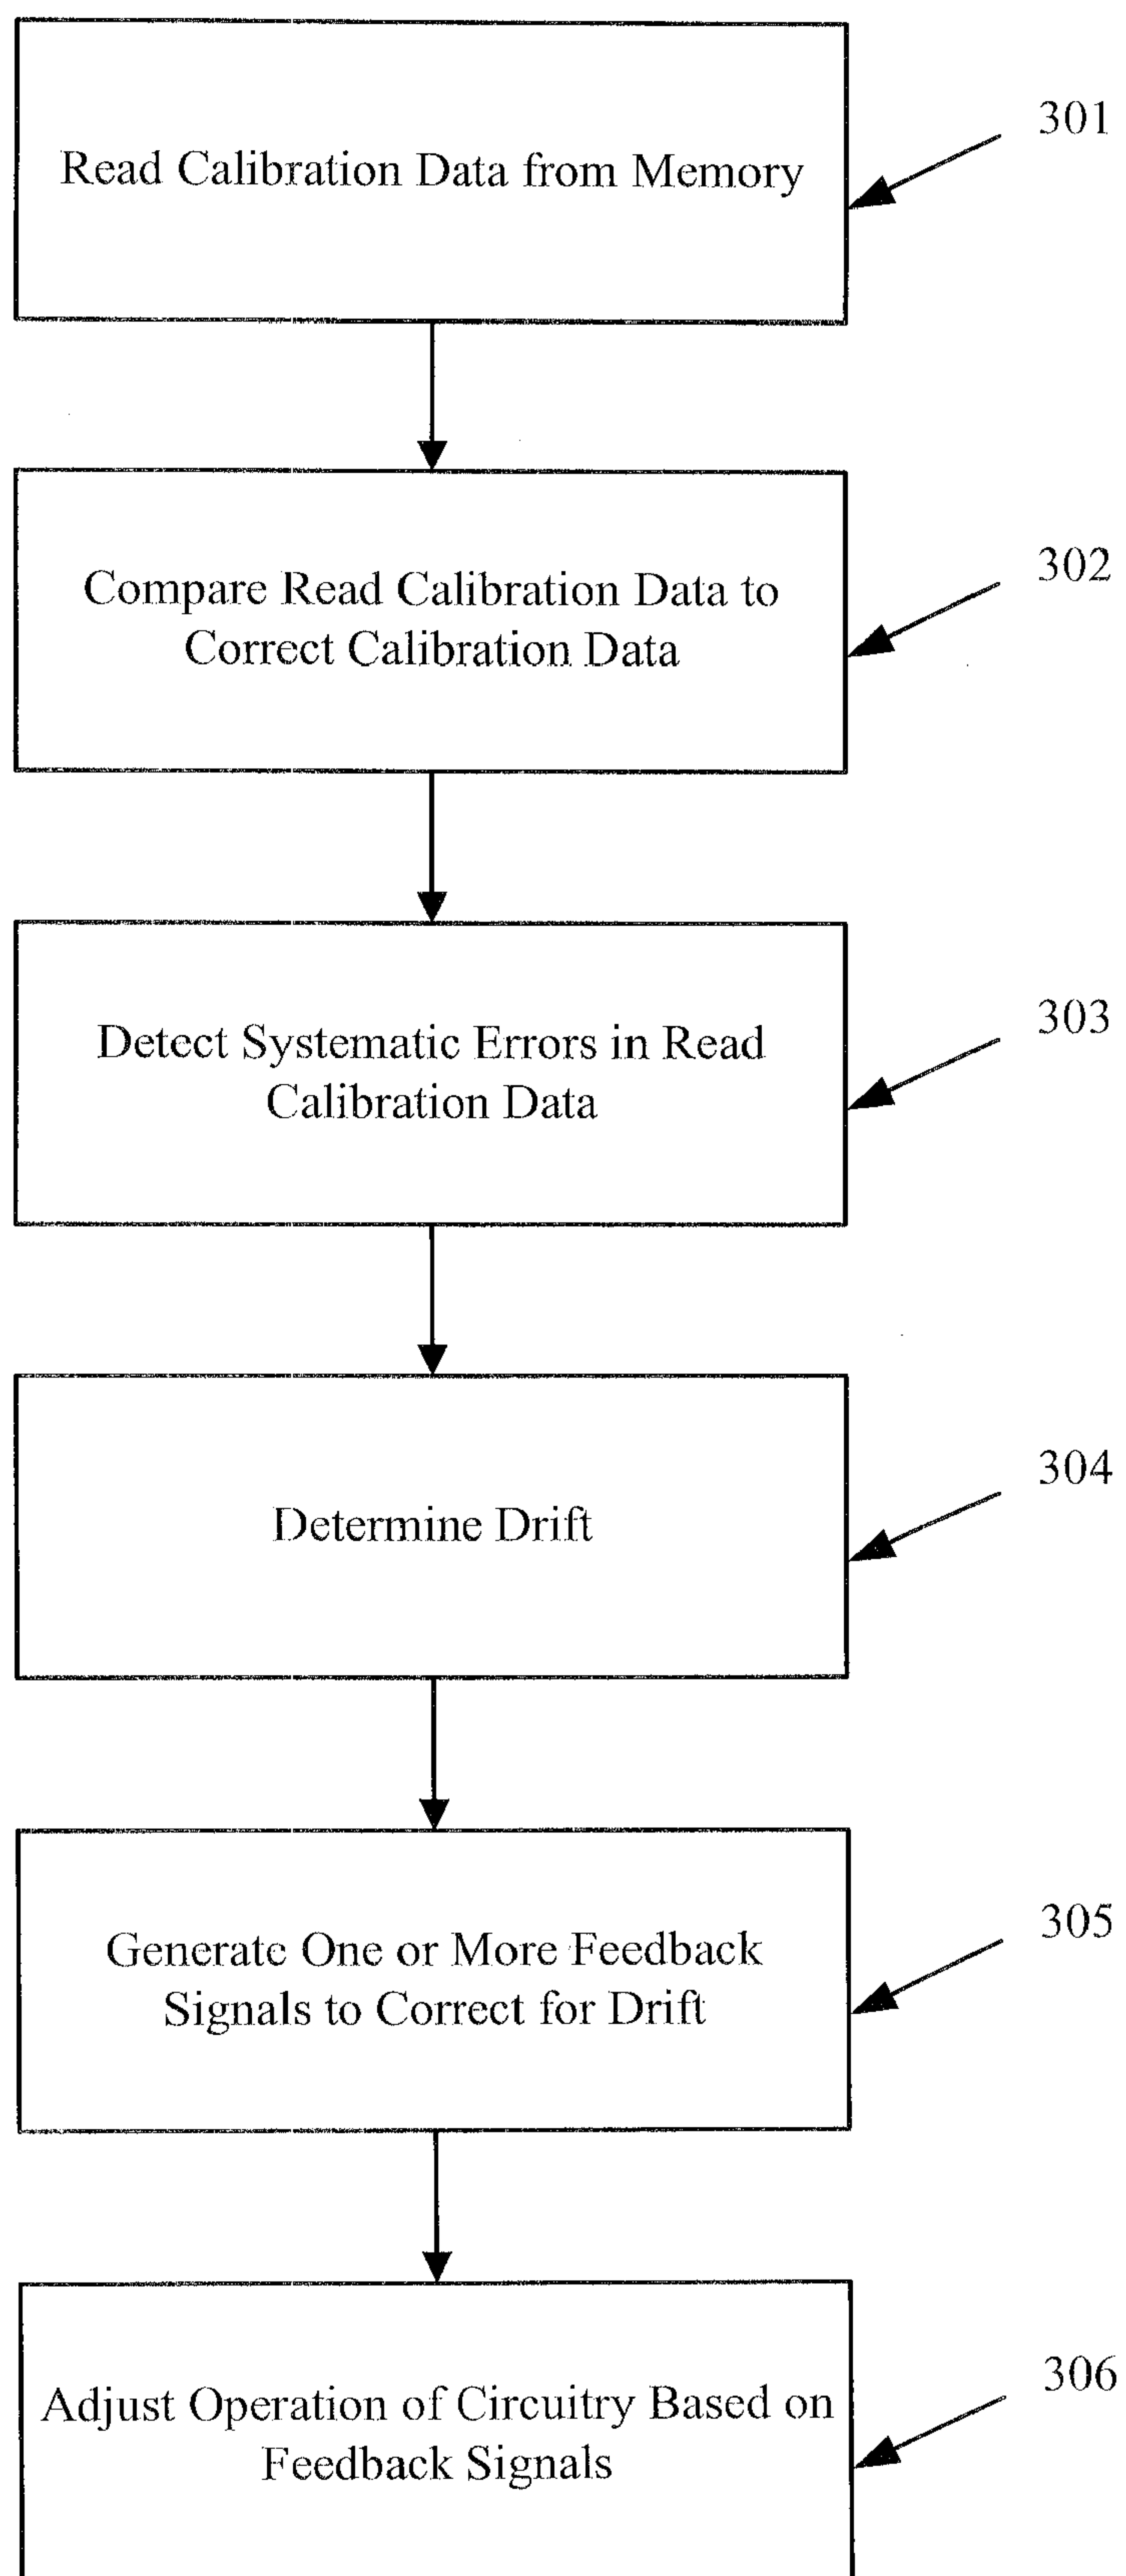 Read Calibration Data from Memory
301
Compare Read Calibration Data to
Correct Calibration Data
302
Detect Systematic Errors in Read
Calibration Data
303
Determine Drift
304
Generate One or More Feedback
Signals to Correct for Drift
305
Adjust Operation of Circuitry Based on
Feedback Signals
306